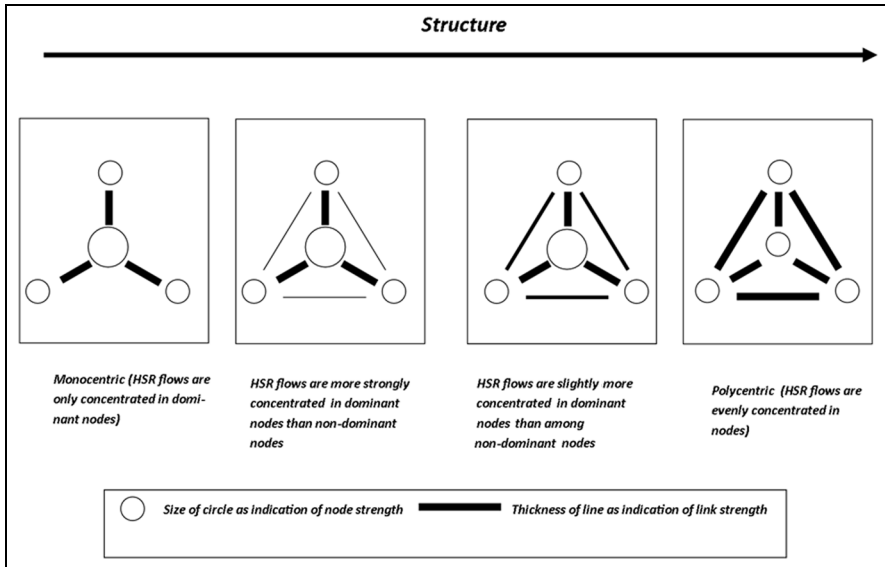 Structure
Monocentric (HSR flows are
only concentrated in domi-
nant nodes)
HSR flows are more strongly
concentrated in dominant
nodes than non-dominant
nodes
HSR flows are slightly more
concentrated in dominant
nodes than among
non-dominant nodes
Polycentric (HSR flows are
evenly concentrated in
nodes)
Size of circle as indication of node strength
Thickness of line as indication of link strength